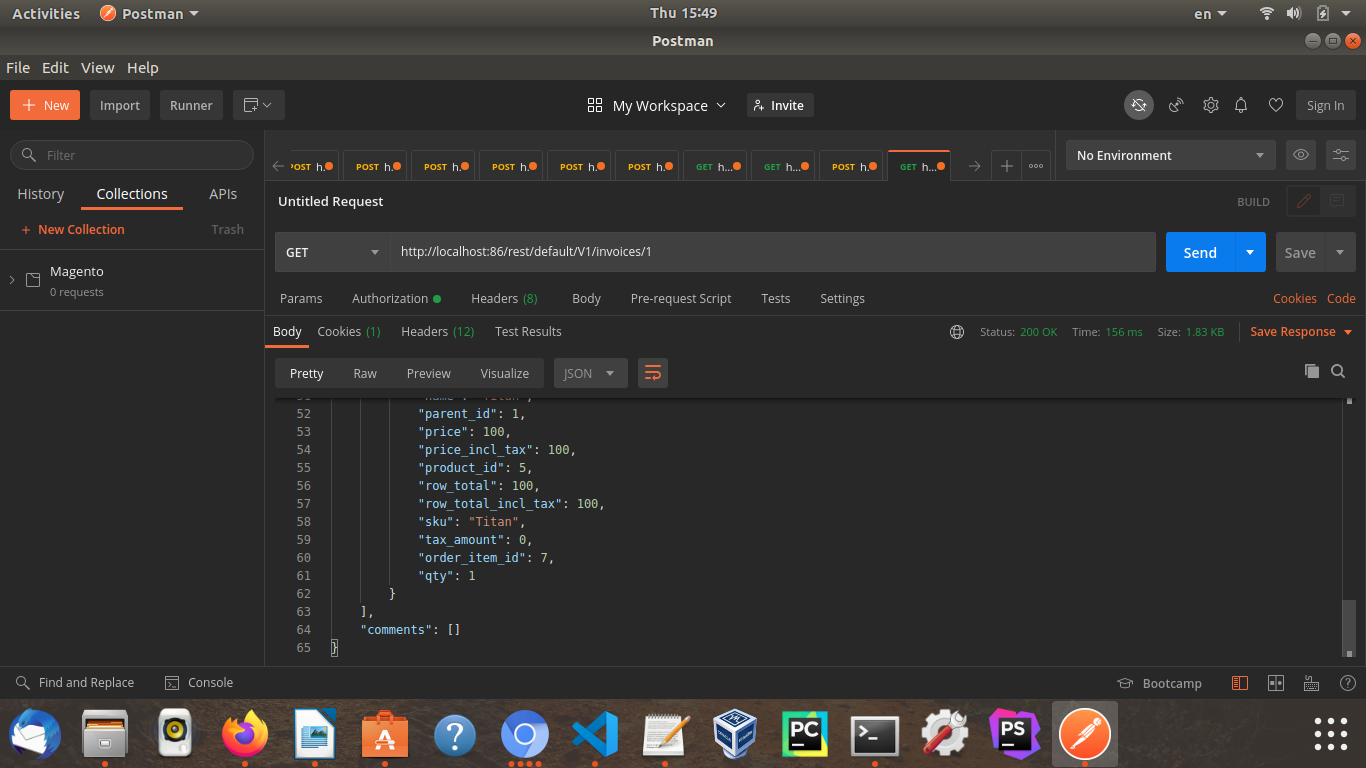 Activities Postman Thu 15:49 en
Postman
File Edit View Help
New Import Runner My Workspace Invite Sign In
Filter
POST h. POST h. POST h. POST h. POST h. POST h. GET h... GET h... POST h. GET h... No Environment
History Collections APIs
Untitled Request BUILD
+ New Collection Trash
GET http://localhost:86/rest/default/V1/invoices/1 Send Save
Magento
0 requests
Params Authorization Headers (8) Body Pre-request Script Tests Settings Cookies Code
Body Cookies (1) Headers (12) Test Results Status: 200 OK Time: 156 ms Size: 1.83 KB Save Response
Pretty Raw Preview Visualize JSON
52 "parent_id": 1,
53 "price": 100,
54 "price_incl_tax": 100,
55 "product_id": 5,
56 "row_total": 100,
57 "row_total_incl_tax": 100,
58 "sku": "Titan",
59 "tax_amount": 0,
60 "order_item_id": 7,
61 "qty": 1
62 }
63 ],
64 "comments": []
65 }
Find and Replace Console Bootcamp
A ? PC >_ PS